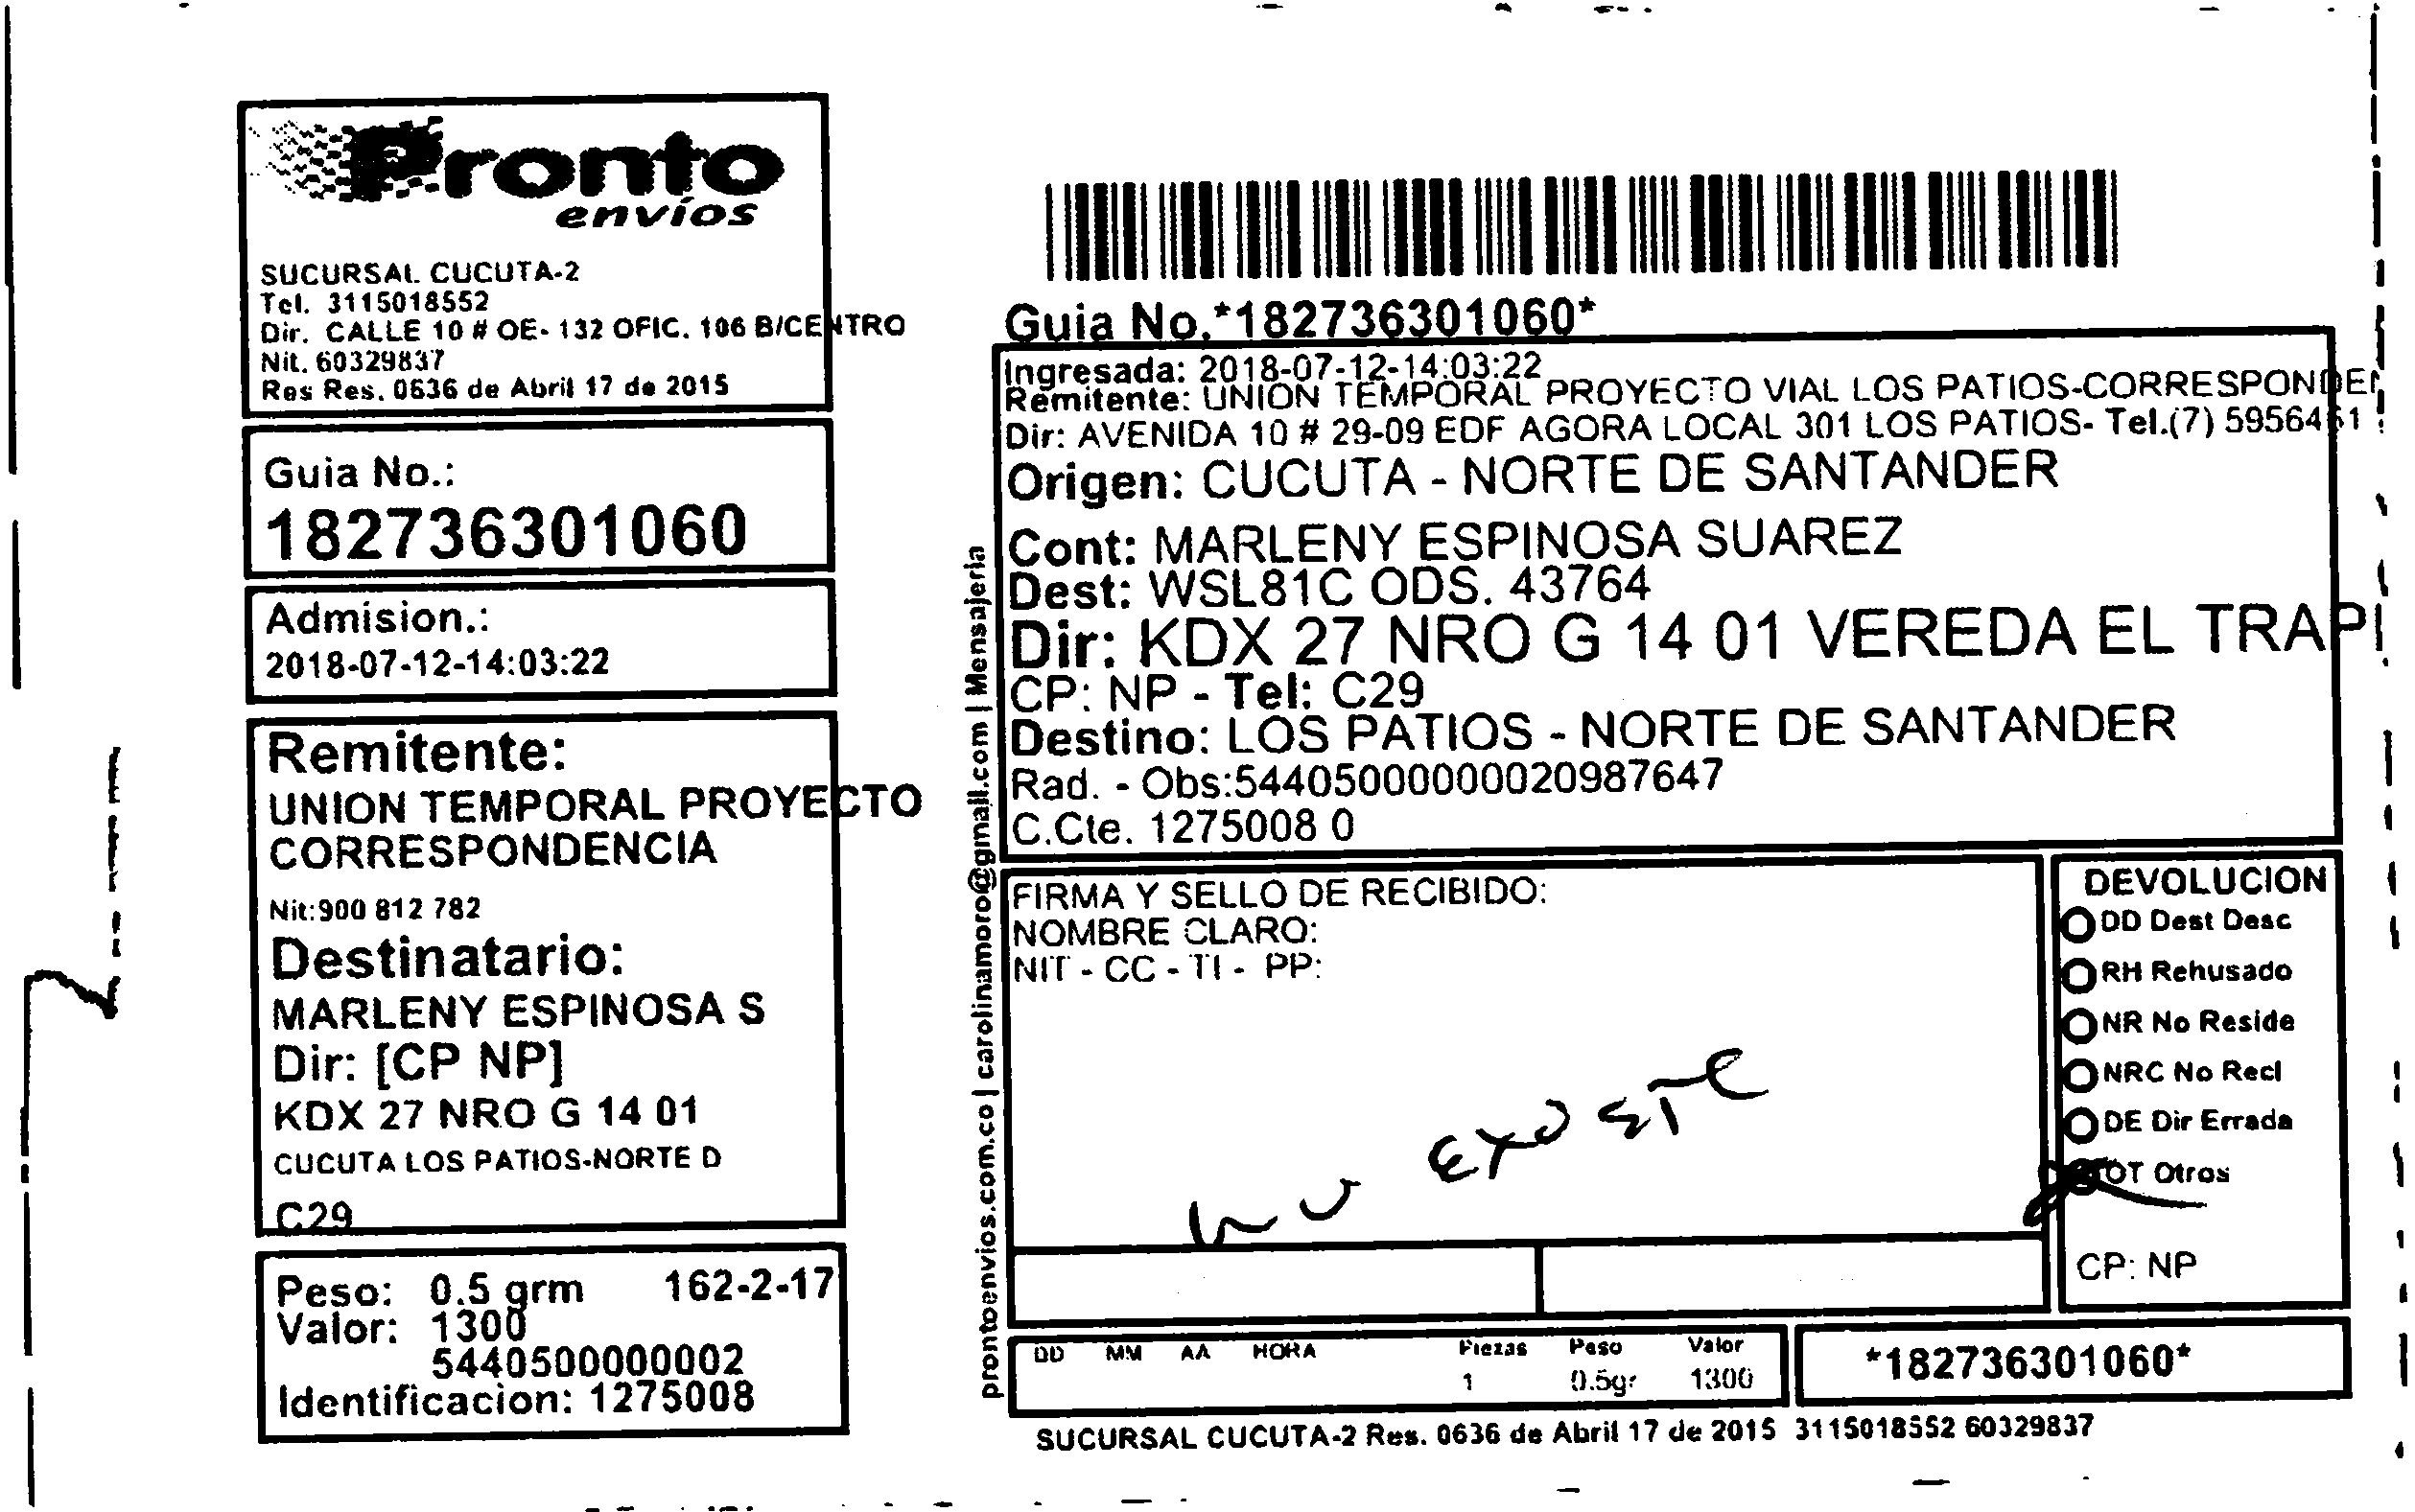 Pronto
envíos
SUCURSAL CUCUTA-2
Tel. 3115018552
Dir. CALLE 10 # OE- 132 OFIC. 106 B/CENTRO
Nit. 60329837
Res Res. 0636 de Abril 17 de 2015
Guia No.:
182736301060
Admision.:
2018-07-12-14:03:22
Remitente:
UNION TEMPORAL PROYECTO
CORRESPONDENCIA
Nit:900 812 782
Destinatario:
MARLENY ESPINOSA S
Dir: [CP NP]
KDX 27 NRO G 14 01
CUCUTA LOS PATIOS-NORTE D
C29
Peso: 0.5 grm 162-2-17
Valor: 1300
5440500000002
Identificacion: 1275008
prontoenvios.com.co | carolinamoro@gmail.com | Mensajeria
Guia No.*182736301060*
Ingresada: 2018-07-12-14:03:22
Remitente: UNION TEMPORAL PROYECTO VIAL LOS PATIOS-CORRESPONDEN
Dir: AVENIDA 10 # 29-09 EDF AGORA LOCAL 301 LOS PATIOS- Tel.(7) 5956461
Origen: CUCUTA - NORTE DE SANTANDER
Cont: MARLENY ESPINOSA SUAREZ
Dest: WSL81C ODS. 43764
Dir: KDX 27 NRO G 14 01 VEREDA EL TRAPI
CP: NP - Tel: C29
Destino: LOS PATIOS - NORTE DE SANTANDER
Rad. - Obs:544050000000020987647
C.Cte. 1275008 0
FIRMA Y SELLO DE RECIBIDO:
NOMBRE CLARO:
NIT - CC - TI - PP:
DEVOLUCION
DD Dest Desc
RH Rehusado
NR No Reside
NRC No Recl
DE Dir Errada
OT Otros
CP: NP
DD MM AA HORA Piezas Peso Valor
1 0.5gr 1300
*182736301060*
SUCURSAL CUCUTA-2 Res. 0636 de Abril 17 de 2015 3115018552 60329837